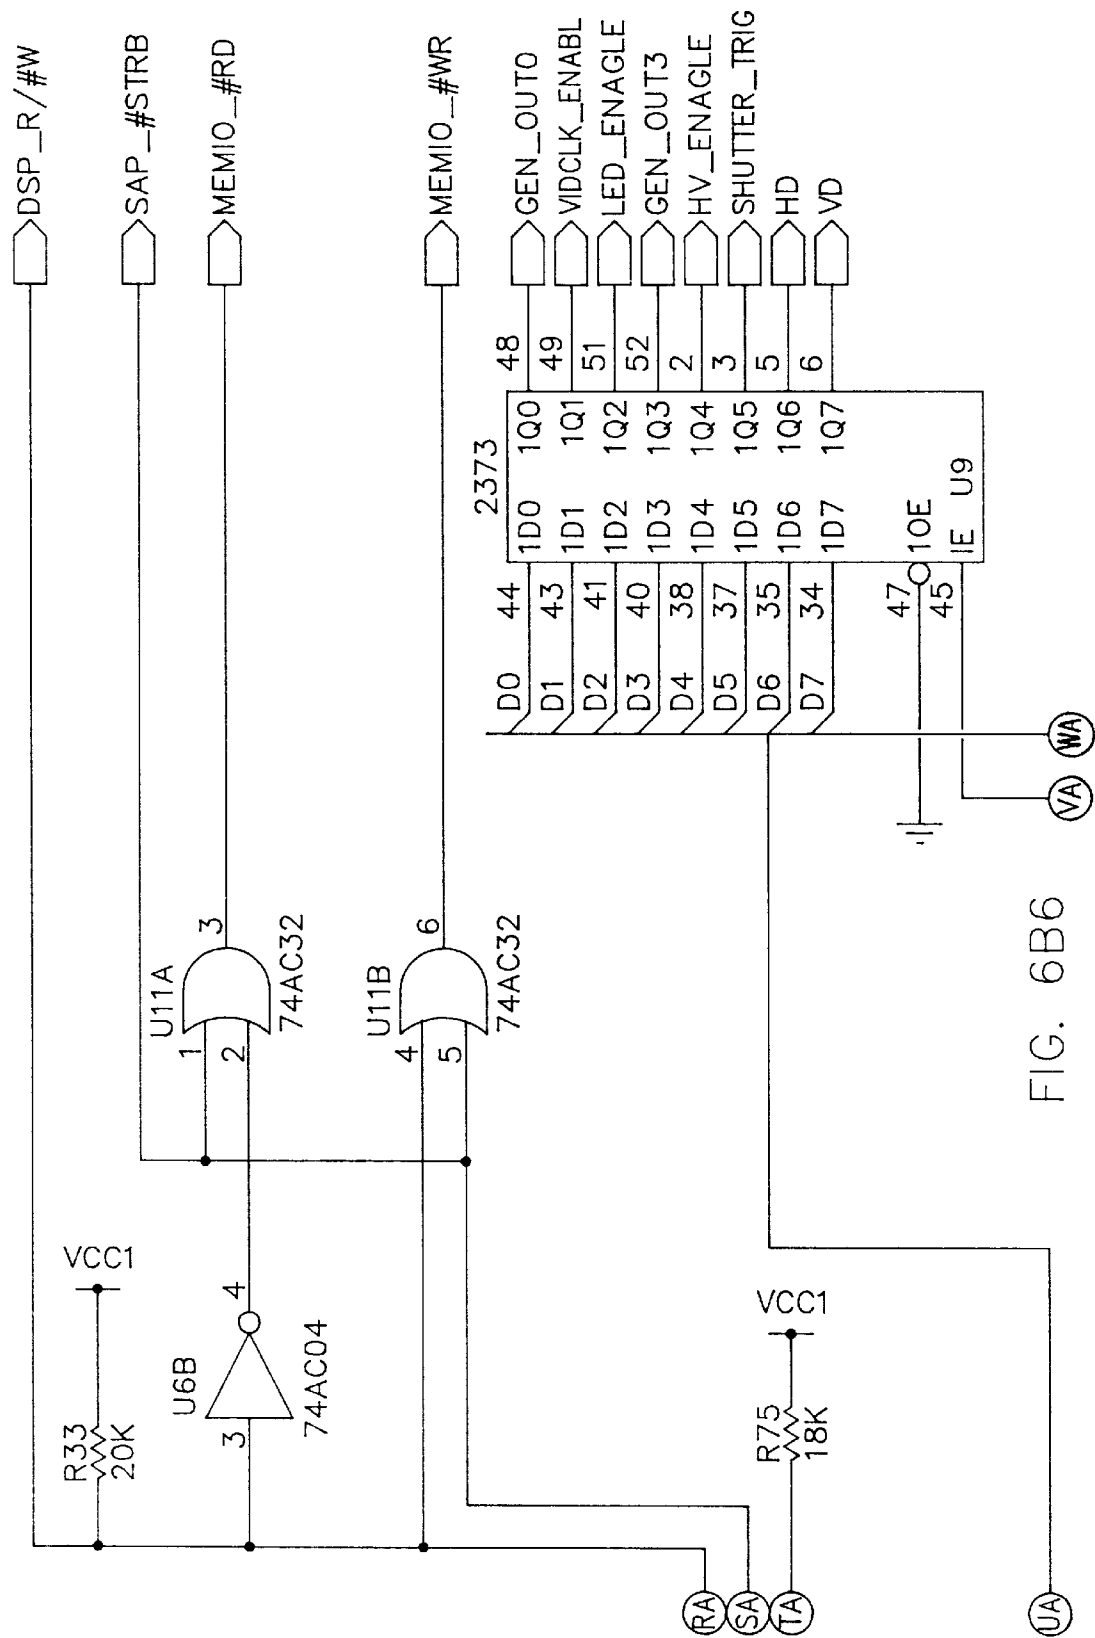 DSP_R/#W
SAP_#STRB
MEMIO_#RD
MEMIO_#WR
VCC1
R33
20K
U6B
3
4
74AC04
U11A
1
2
3
74AC32
U11B
4
5
6
74AC32
2373
D0 44 1D0 1Q0 48 GEN_OUT0
D1 43 1D1 1Q1 49 VIDCLK_ENABL
D2 41 1D2 1Q2 51 LED_ENAGLE
D3 40 1D3 1Q3 52 GEN_OUT3
D4 38 1D4 1Q4 2 HV_ENAGLE
D5 37 1D5 1Q5 3 SHUTTER_TRIG
D6 35 1D6 1Q6 5 HD
D7 34 1D7 1Q7 6 VD
47 1OE
45 IE U9
VCC1
R75
18K
RA
SA
TA
UA
VA
WA
FIG. 6B6